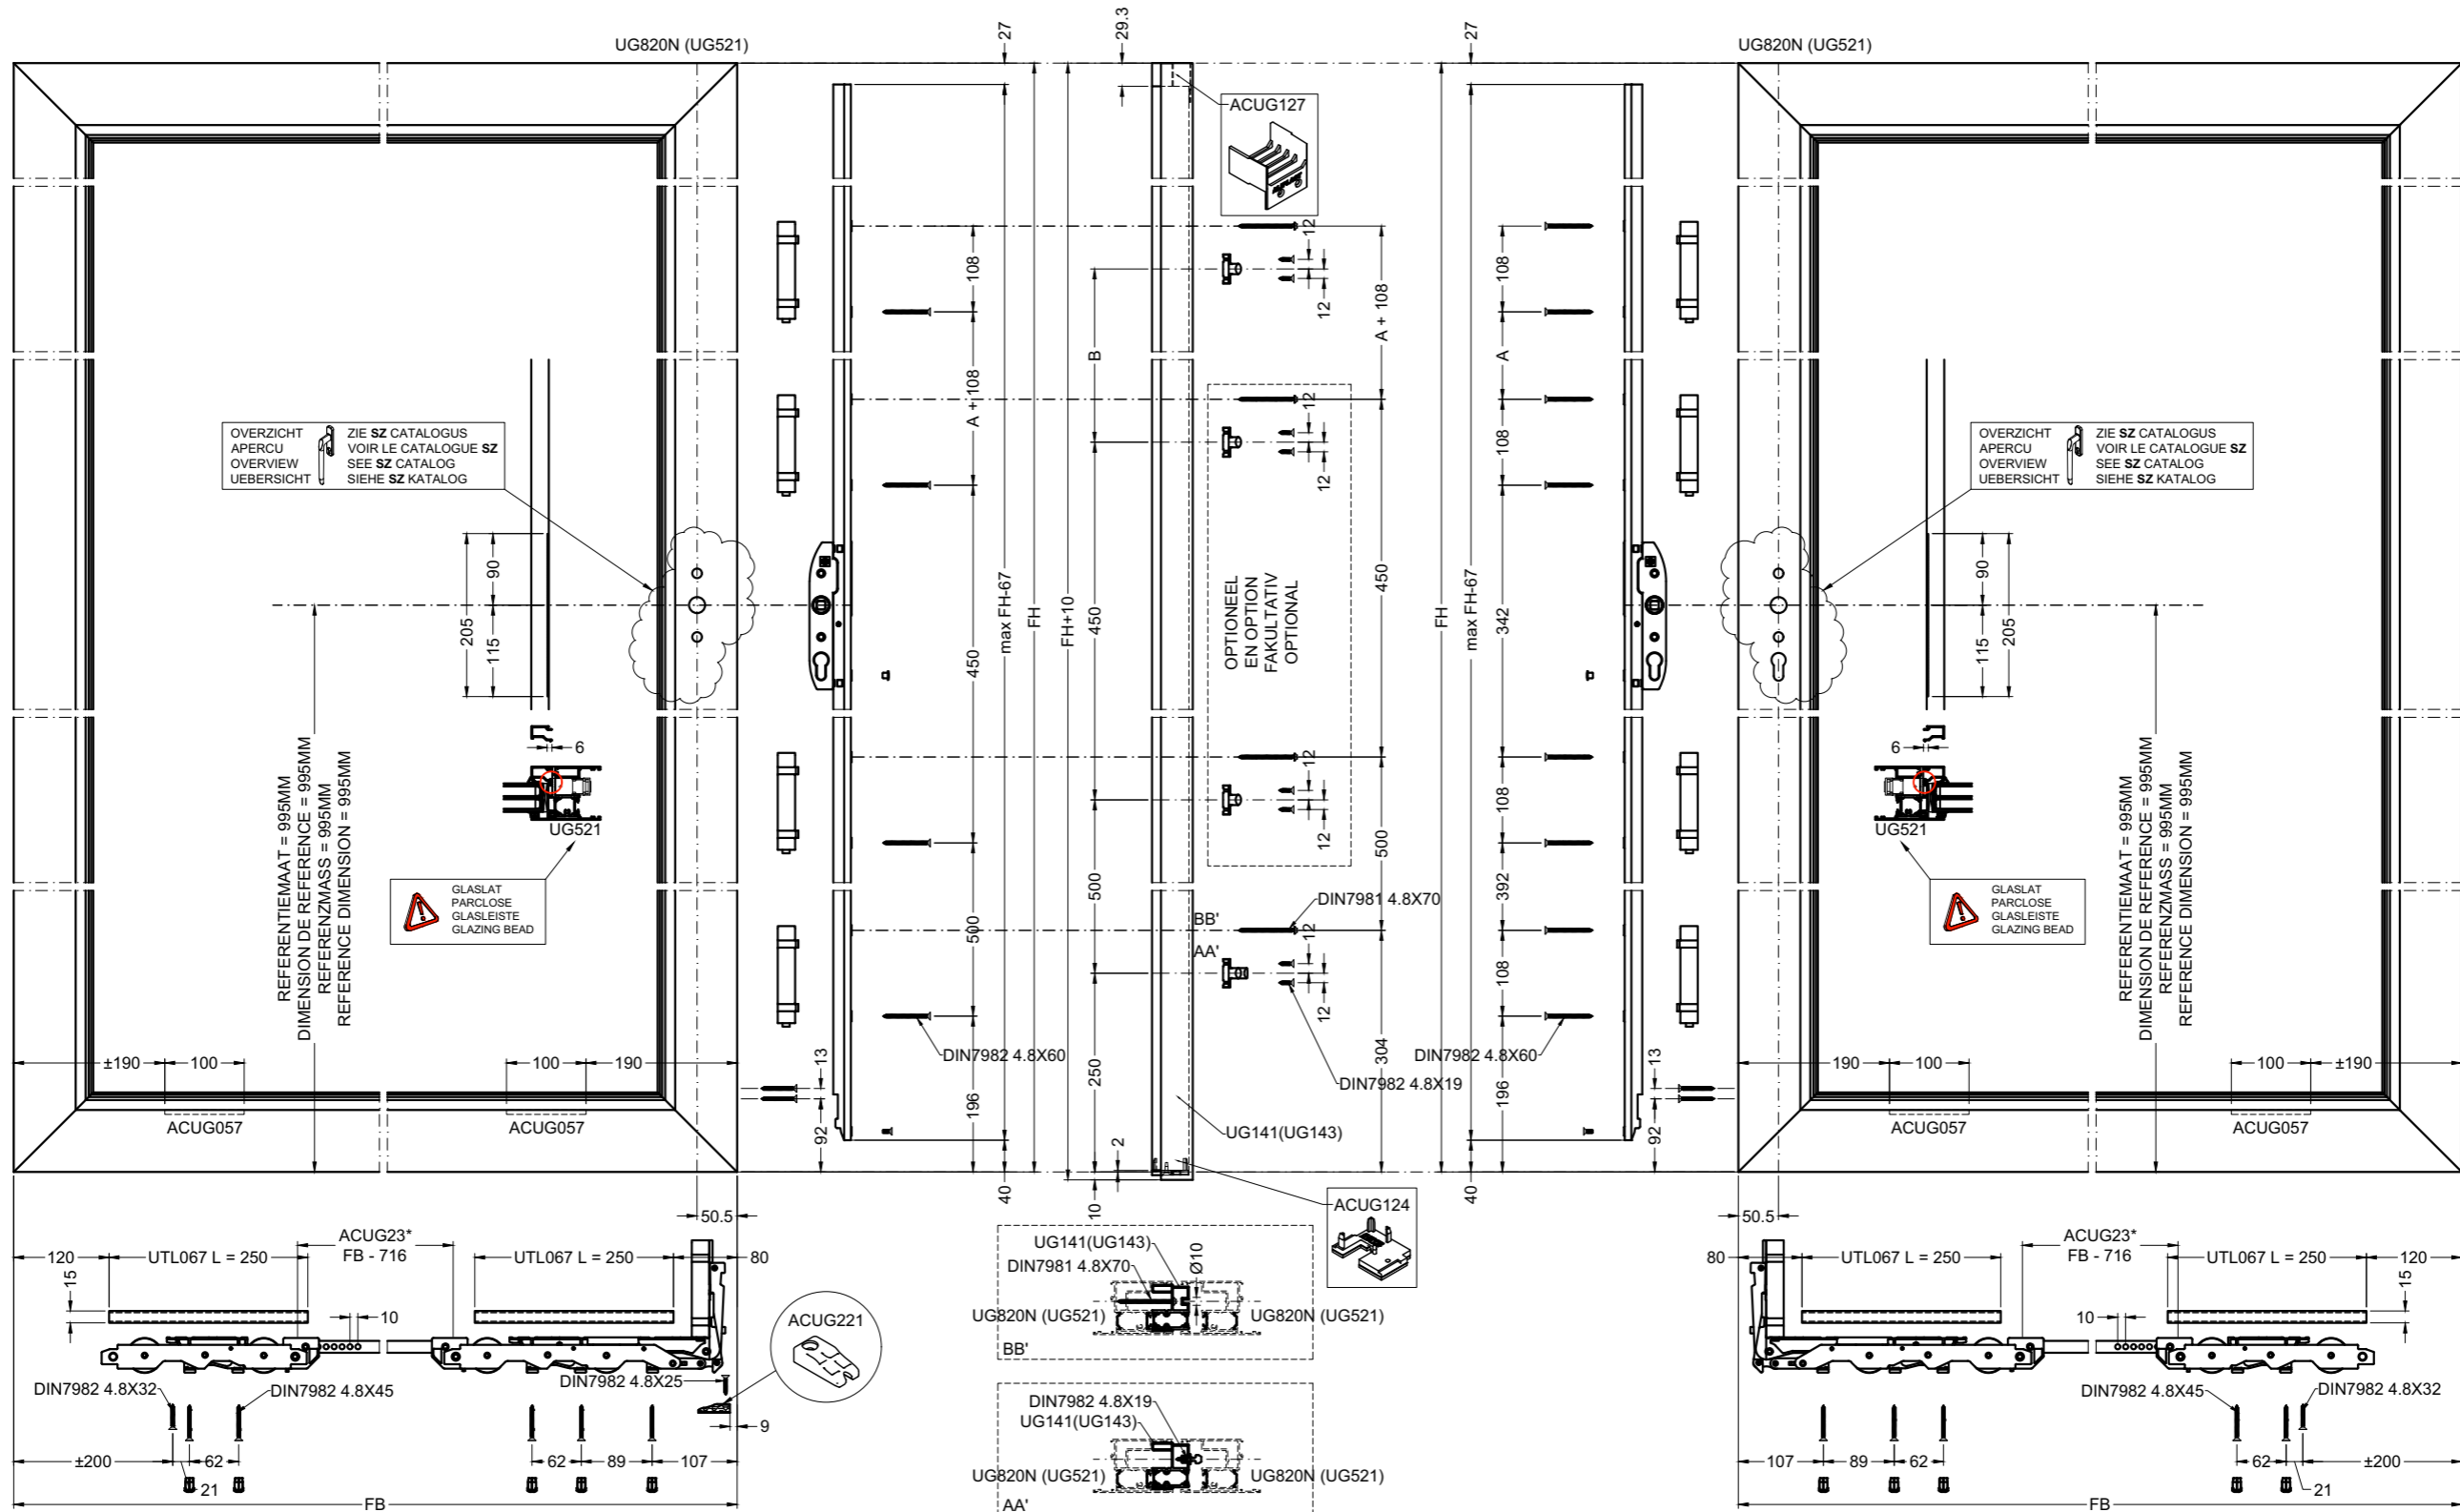 UG820N (UG521)
27
29.3
27
UG820N (UG521)
ACUG127
12
12
108
A + 108
108
A
B
A + 108
12
12
108
OVERZICHT ZIE SZ CATALOGUS
APERCU VOIR LE CATALOGUE SZ
OVERVIEW SEE SZ CATALOG
UEBERSICHT SIEHE SZ KATALOG
OVERZICHT ZIE SZ CATALOGUS
APERCU VOIR LE CATALOGUE SZ
OVERVIEW SEE SZ CATALOG
UEBERSICHT SIEHE SZ KATALOG
205
90
115
max FH-67
FH
FH+10
450
450
OPTIONEEL
EN OPTION
FAKULTATIV
OPTIONAL
450
FH
max FH-67
342
90
115
205
6
UG521
6
UG521
12
12
108
GLASLAT
PARCLOSE
GLASLEISTE
GLAZING BEAD
GLASLAT
PARCLOSE
GLASLEISTE
GLAZING BEAD
REFERENTIEMAAT = 995MM
DIMENSION DE REFERENCE = 995MM
REFERENZMASS = 995MM
REFERENCE DIMENSION = 995MM
REFERENTIEMAAT = 995MM
DIMENSION DE REFERENCE = 995MM
REFERENZMASS = 995MM
REFERENCE DIMENSION = 995MM
500
500
500
392
DIN7981 4.8X70
BB'
AA'
12
12
108
DIN7982 4.8X60
DIN7982 4.8X60
DIN7982 4.8X19
±190
100
100
190
13
92
196
250
304
196
13
92
190
100
100
±190
ACUG057
ACUG057
UG141(UG143)
ACUG057
ACUG057
2
40
10
40
50.5
ACUG124
50.5
120
UTL067 L = 250
ACUG23*
FB - 716
UTL067 L = 250
80
15
10
UG141(UG143)
DIN7981 4.8X70
Ø10
UG820N (UG521)
UG820N (UG521)
BB'
80
UTL067 L = 250
ACUG23*
FB - 716
UTL067 L = 250
120
10
15
ACUG221
DIN7982 4.8X32
DIN7982 4.8X45
DIN7982 4.8X25
9
DIN7982 4.8X19
UG141(UG143)
UG820N (UG521)
UG820N (UG521)
AA'
DIN7982 4.8X45
DIN7982 4.8X32
±200
62
21
62
89
107
FB
107
89
62
62
21
±200
FB